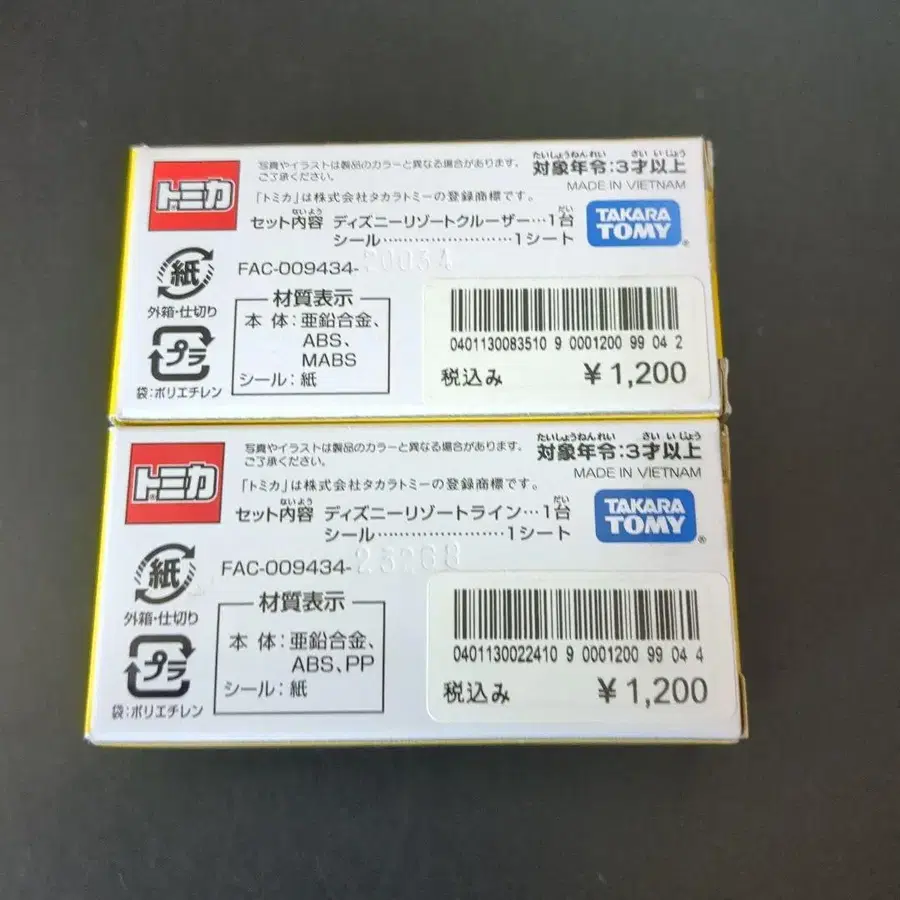 トミカ
写真やイラストは製品のカラーと異なる場合があります。
ご了承ください。
「トミカ」は株式会社タカラトミーの登録商標です。
たいしょうねんれい さい いじょう
対象年令:3才以上
MADE IN VIETNAM
TAKARA
TOMY
ないよう だい
セット内容 ディズニーリゾートクルーザー…1台
シール……………………1シート
FAC-009434-20034
紙
外箱・仕切り
プラ
袋:ポリエチレン
材質表示
本 体:亜鉛合金、
ABS、
MABS
シール:紙
0401130083510 9 0001200 99 04 2
税込み ¥1,200
トミカ
写真やイラストは製品のカラーと異なる場合があります。
ご了承ください。
「トミカ」は株式会社タカラトミーの登録商標です。
たいしょうねんれい さい いじょう
対象年令:3才以上
MADE IN VIETNAM
TAKARA
TOMY
ないよう だい
セット内容 ディズニーリゾートライン…1台
シール…………………1シート
FAC-009434-23268
紙
外箱・仕切り
プラ
袋:ポリエチレン
材質表示
本 体:亜鉛合金、
ABS、PP
シール:紙
0401130022410 9 0001200 99 04 4
税込み ¥1,200